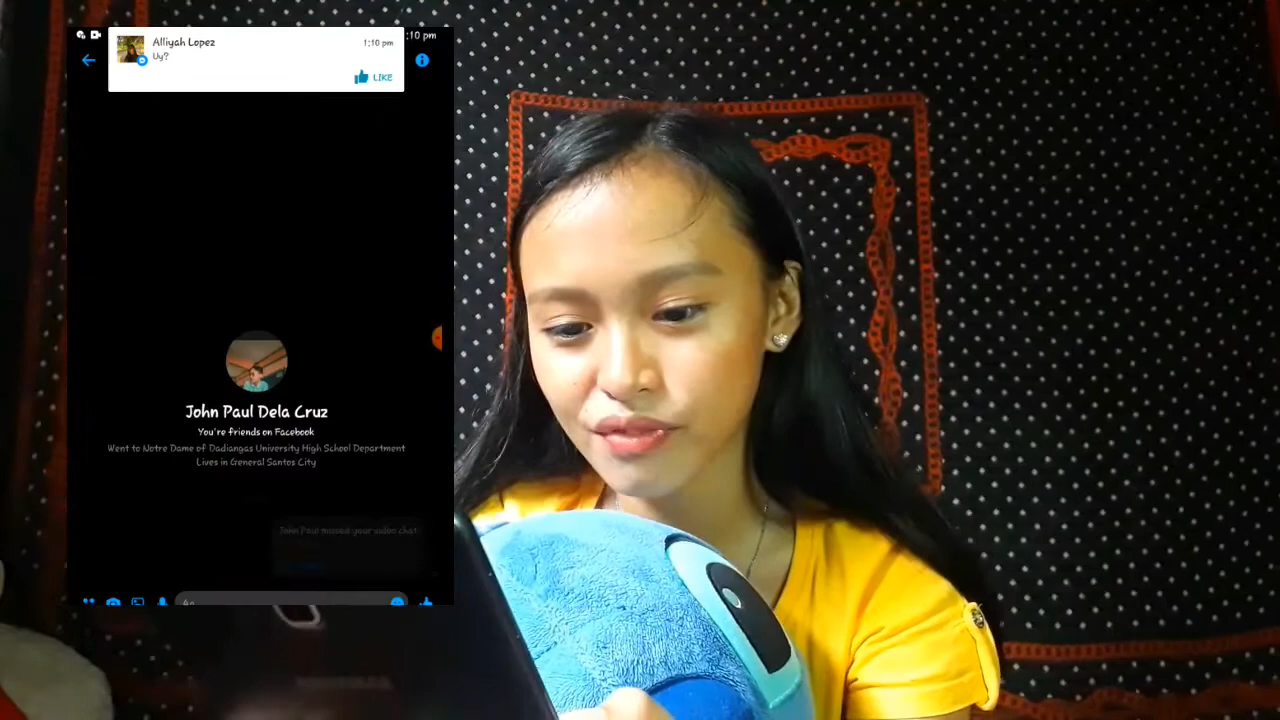 :10 pm
Alliyah Lopez
1:10 pm
Uy?
LIKE
John Paul Dela Cruz
You're friends on Facebook
Went to Notre Dame of Dadiangas University High School Department
Lives in General Santos City
John Paul missed your video chat.
Aa